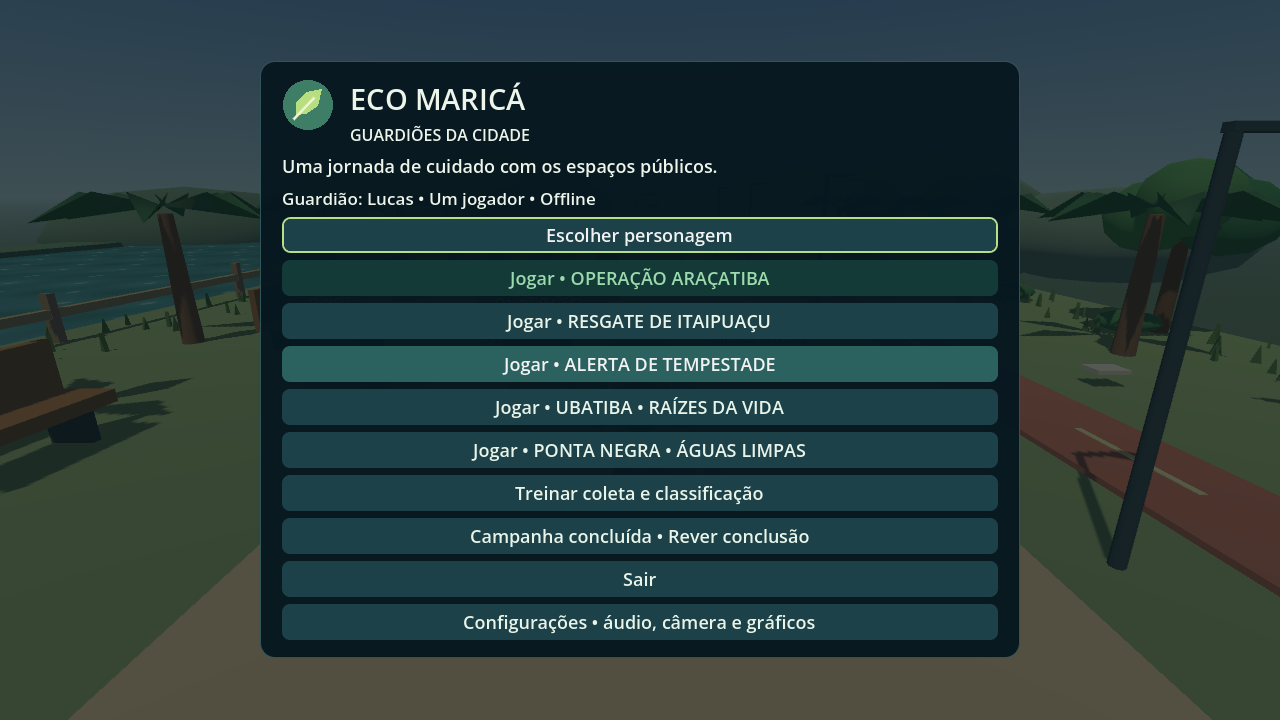 ECO MARICÁ
GUARDIÕES DA CIDADE
Uma jornada de cuidado com os espaços públicos.
Guardião: Lucas • Um jogador • Offline
Escolher personagem
Jogar • OPERAÇÃO ARAÇATIBA
Jogar • RESGATE DE ITAIPUAÇU
Jogar • ALERTA DE TEMPESTADE
Jogar • UBATIBA • RAÍZES DA VIDA
Jogar • PONTA NEGRA • ÁGUAS LIMPAS
Treinar coleta e classificação
Campanha concluída • Rever conclusão
Sair
Configurações • áudio, câmera e gráficos